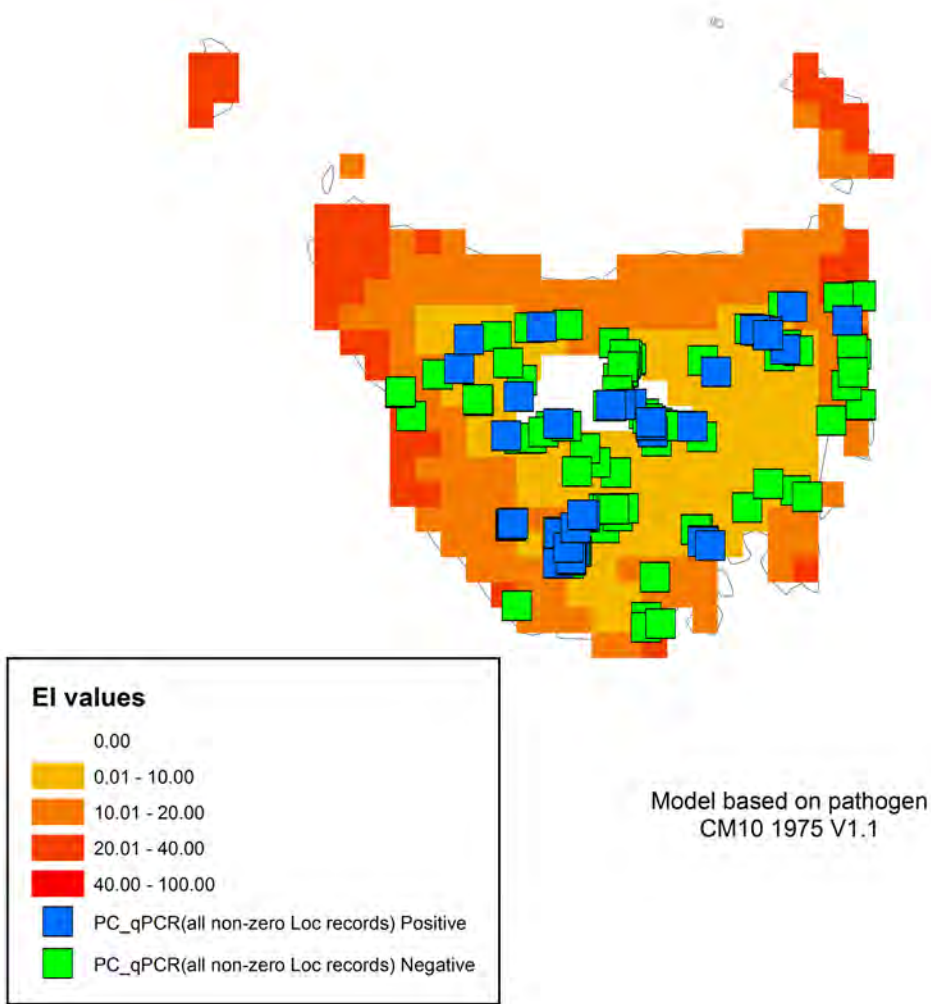 EI values
0.00
0.01 - 10.00
10.01 - 20.00
20.01 - 40.00
40.00 - 100.00
PC_qPCR(all non-zero Loc records) Positive
PC_qPCR(all non-zero Loc records) Negative
Model based on pathogen
CM10 1975 V1.1